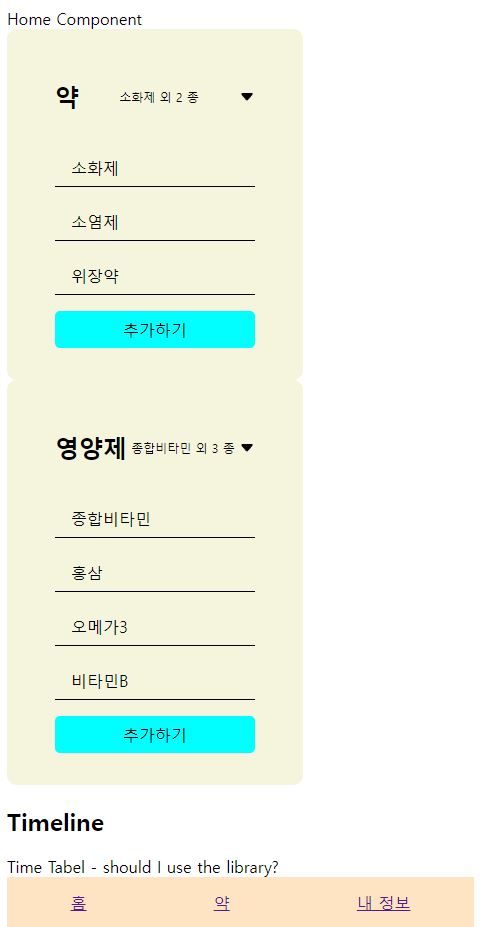 Home Component
약 소화제 외 2 종
소화제
소염제
위장약
추가하기
영양제 종합비타민 외 3 종
종합비타민
홍삼
오메가3
비타민B
추가하기
Timeline
Time Tabel - should I use the library?
홈 약 내 정보